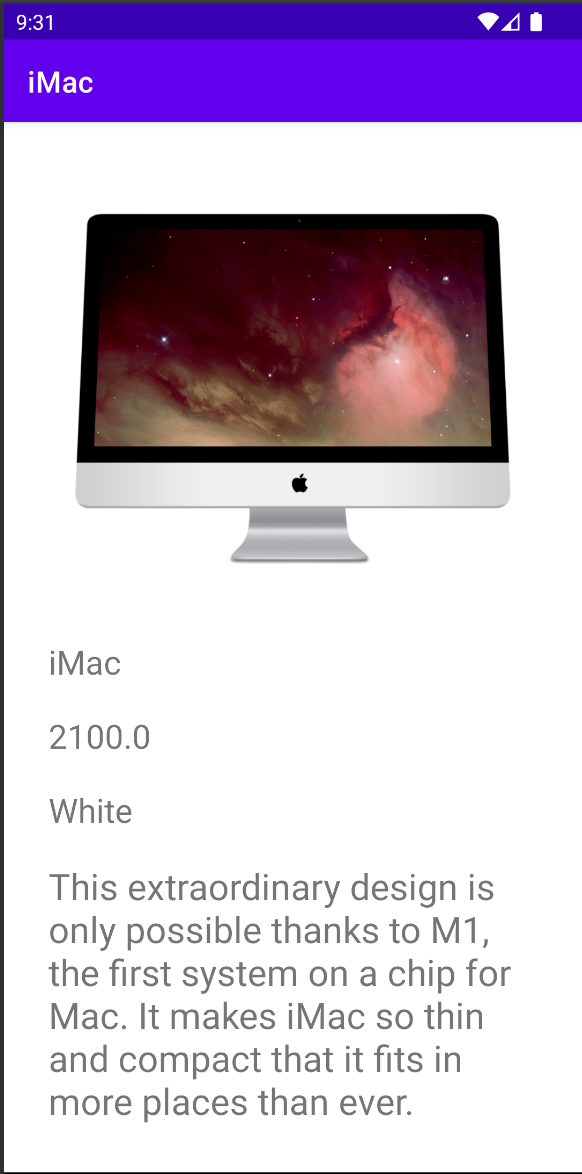 9:31
iMac
iMac
2100.0
White
This extraordinary design is
only possible thanks to M1,
the first system on a chip for
Mac. It makes iMac so thin
and compact that it fits in
more places than ever.